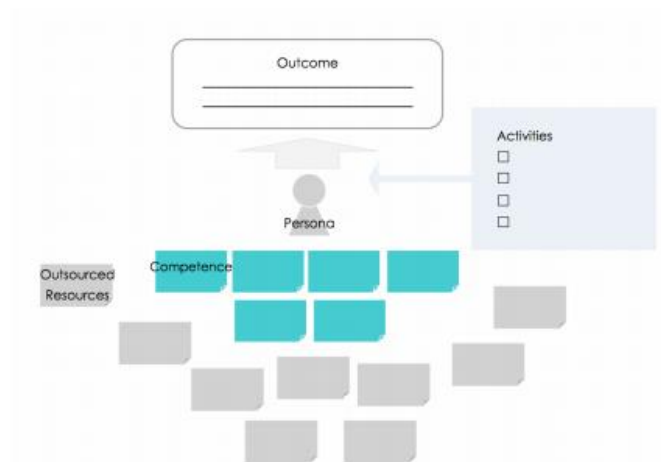 Outcome
Activities
Persona
Competence
Outsourced
Resources